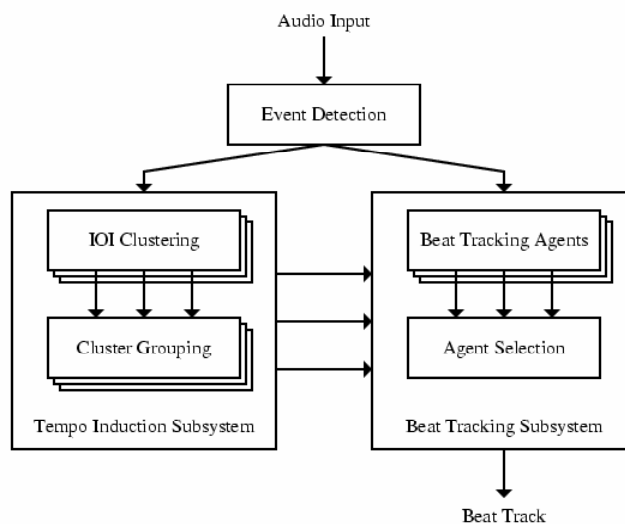 Audio Input
Event Detection
IOI Clustering
Cluster Grouping
Tempo Induction Subsystem
Beat Tracking Agents
Agent Selection
Beat Tracking Subsystem
Beat Track